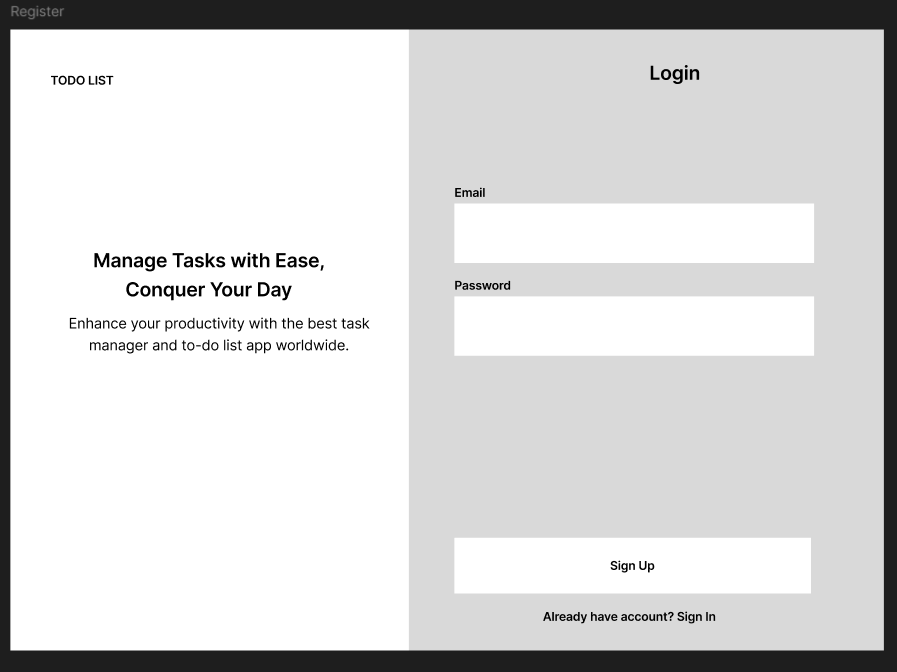 Register
TODO LIST
Manage Tasks with Ease,
Conquer Your Day
Enhance your productivity with the best task
manager and to-do list app worldwide.
Login
Email
Password
Sign Up
Already have account? Sign In